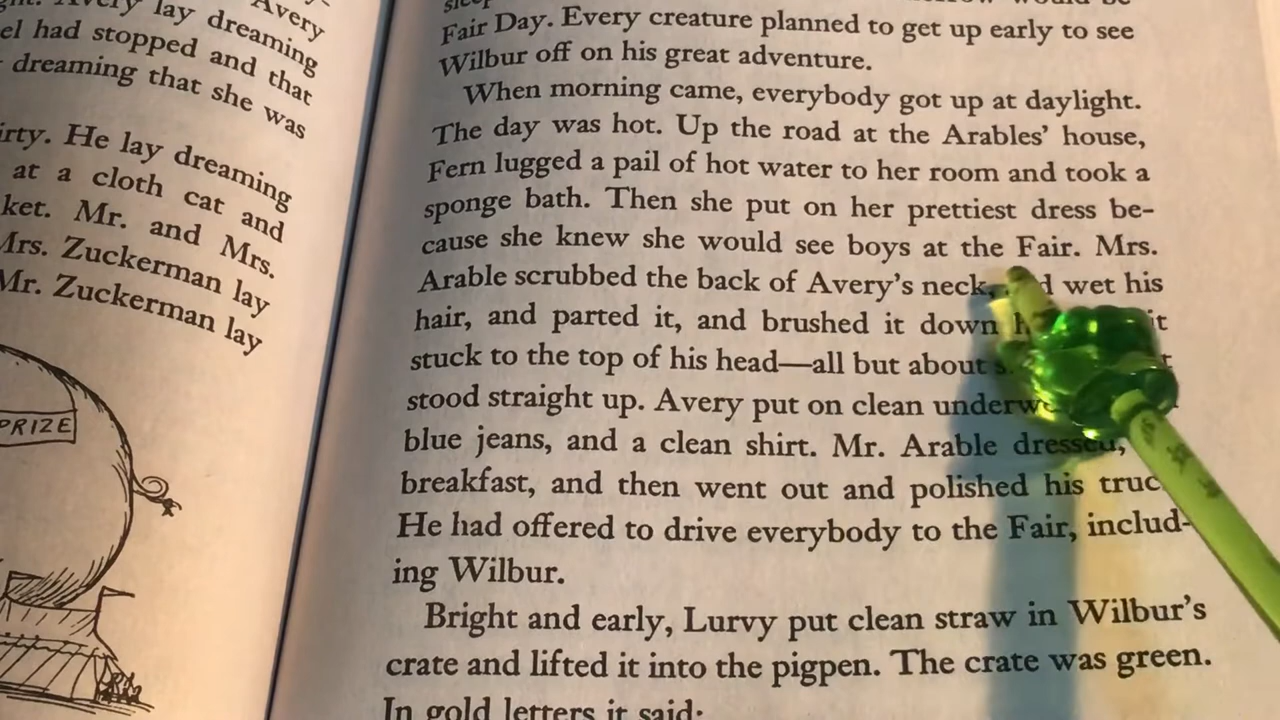 Avery
lay dreaming
el had stopped and that
dreaming that she was
irty. He lay dreaming
at a cloth cat and
ket. Mr. and Mrs.
Mrs. Zuckerman lay
Mr. Zuckerman lay
PRIZE
Fair Day. Every creature planned to get up early to see
Wilbur off on his great adventure.
When morning came, everybody got up at daylight.
The day was hot. Up the road at the Arables' house,
Fern lugged a pail of hot water to her room and took a
sponge bath. Then she put on her prettiest dress be-
cause she knew she would see boys at the Fair. Mrs.
Arable scrubbed the back of Avery's neck, wet his
hair, and parted it, and brushed it down it
stuck to the top of his head—all but about
stood straight up. Avery put on clean
blue jeans, and a clean shirt. Mr. Arable dressed,
breakfast, and then went out and polished his truc
He had offered to drive everybody to the Fair, includ-
ing Wilbur.
Bright and early, Lurvy put clean straw in Wilbur's
crate and lifted it into the pigpen. The crate was green.
In gold letters it said: